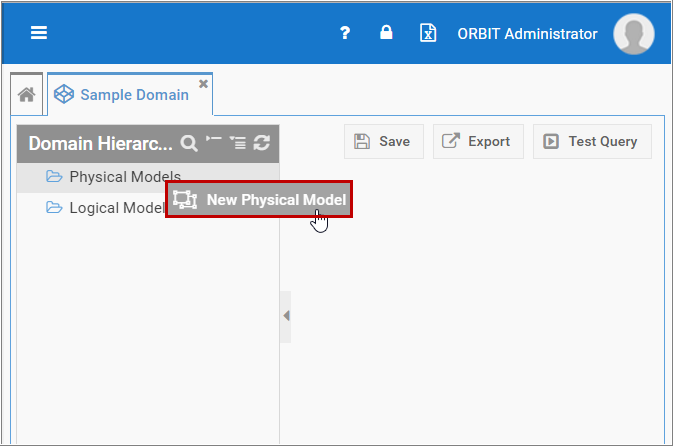 ? ORBIT Administrator
Sample Domain
Domain Hierarc...
Save Export Test Query
Physical Models
New Physical Model
Logical Model